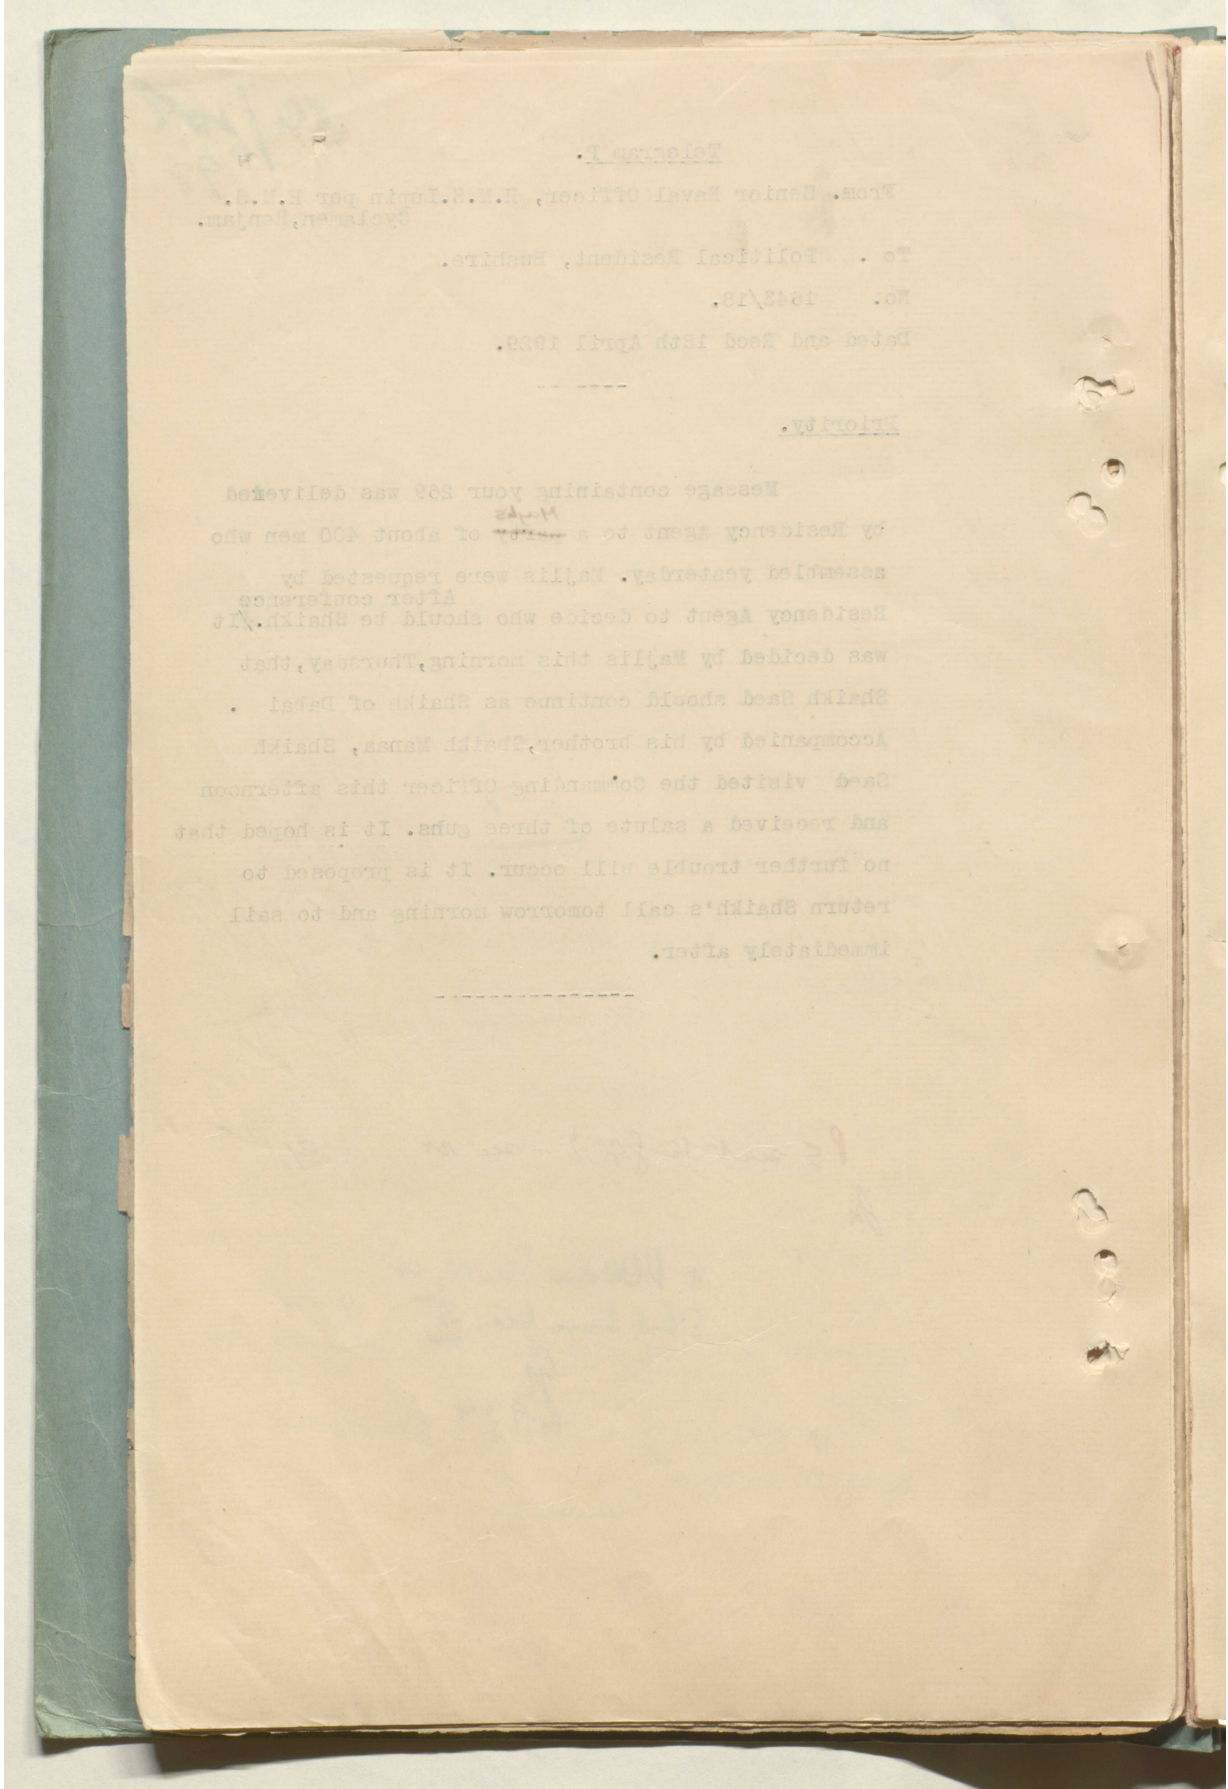 Telegram P.
From. Senior Naval Officer, H.M.S.Lupin per H.M.S.
Cyclamen,Henjam.
To . Political Resident, Bushire.
No. 1643/18.
Dated and Recd 18th April 1929.
Priority.
Message containing your 269 was delivered
Majlis
by Residency agent to a party of about 400 men who
assembled yesterday. Majlis were requested by
After conference
Residency Agent to decide who should be Shaikh./It
was decided by Majlis this morning,Thursday,that
Shaikh Saed should continue as Shaikh of Dabai .
Accompanied by his brother,Shaikh Manaa, Shaikh
Saed visited the Commanding Officer this afternoon
and received a salute of three guns. It is hoped that
no further trouble will occur. It is proposed to
return Shaikh's call tomorrow morning and to sail
immediately after.